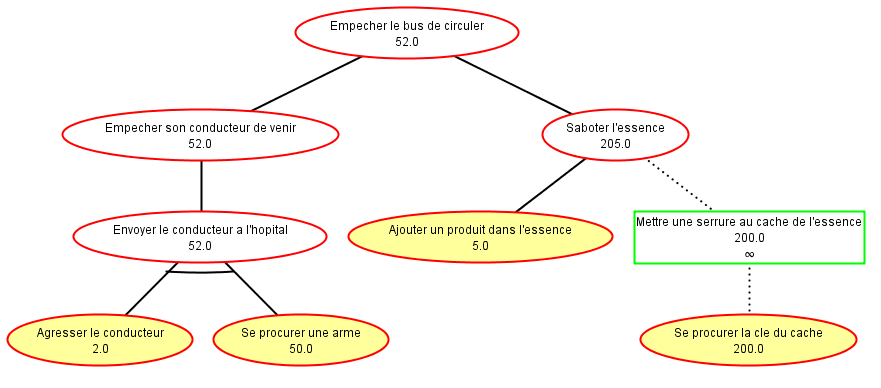 Empecher le bus de circuler
52.0
Empecher son conducteur de venir
52.0
Saboter l'essence
205.0
Envoyer le conducteur a l'hopital
52.0
Ajouter un produit dans l'essence
5.0
Mettre une serrure au cache de l'essence
200.0
∞
Agresser le conducteur
2.0
Se procurer une arme
50.0
Se procurer la cle du cache
200.0